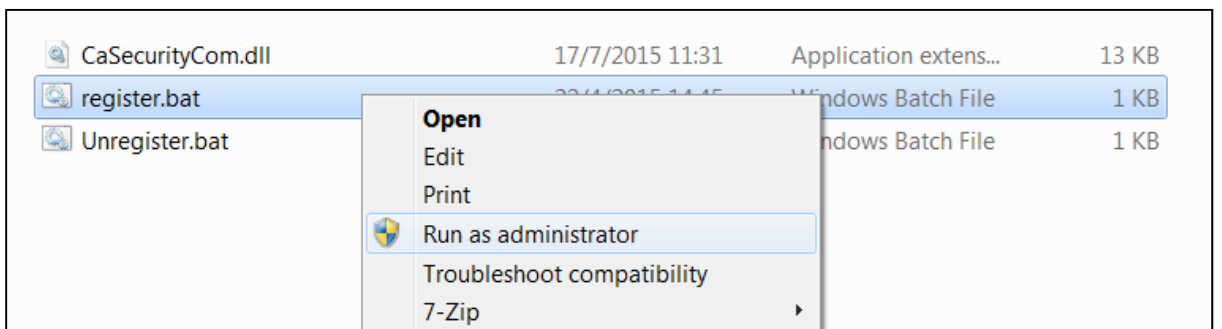 CaSecurityCom.dll 17/7/2015 11:31 Application extens... 13 KB
register.bat Windows Batch File 1 KB
Open
Unregister.bat ndows Batch File 1 KB
Edit
Print
Run as administrator
Troubleshoot compatibility
7-Zip